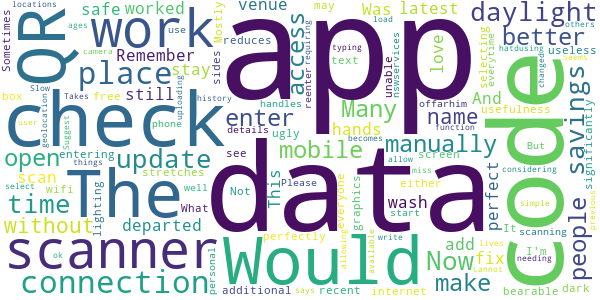 app
data
code
check
The
Would
scanner
QR
work
place
connection
daylight
better
people
savings
Now
Many
mobile
manually
make
time
update
open
enter
access
name
without
safe
worked
venue
latest
Was
Remember
reduces
stay
sides
love
text
still
hands
And
usefulness
useless
selecting
everytime
Sometimes
ages
locations
use
camera
Mostly
may
load
typing
requiring
reenter
unable
nswservices
others
changed
significantly
box
free
phone
uploading
history
handles
offarhim
hatdusing
Seems
Slow
geolocation
Takes
details
ugly
function
But
miss
bearable
considering
user
Suggest
entering
things
see
Please
becomes
allow
screen
perfect
simple
previous
scan
wifi
stretches
well
Not
This
wash
start
It
scanning
I'm
cannot
needing
select
ok
lighting
departed
What
perfectly
everyone
graphics
either
add
fix
lives
dark
personal
additional
says
recent
allowing
available
write
internet